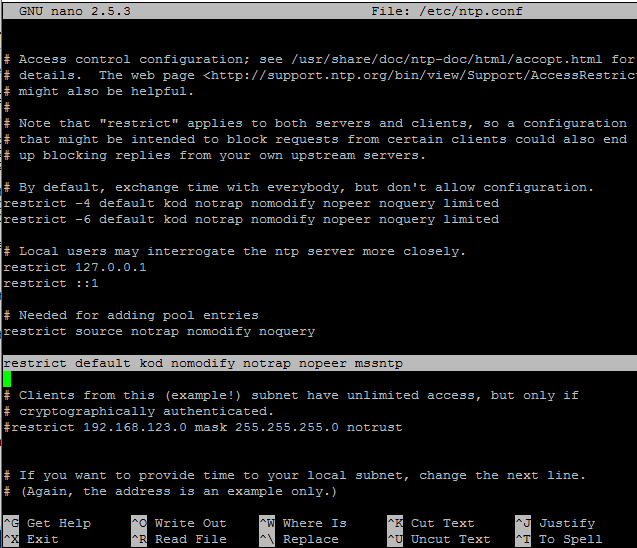 GNU nano 2.5.3 File: /etc/ntp.conf
# Access control configuration; see /usr/share/doc/ntp-doc/html/accopt.html for
# details.  The web page <http://support.ntp.org/bin/view/Support/AccessRestric
# might also be helpful.
#
# Note that "restrict" applies to both servers and clients, so a configuration
# that might be intended to block requests from certain clients could also end
# up blocking replies from your own upstream servers.
# By default, exchange time with everybody, but don't allow configuration.
restrict -4 default kod notrap nomodify nopeer noquery limited
restrict -6 default kod notrap nomodify nopeer noquery limited
# Local users may interrogate the ntp server more closely.
restrict 127.0.0.1
restrict ::1
# Needed for adding pool entries
restrict source notrap nomodify noquery
restrict default kod nomodify notrap nopeer mssntp
# Clients from this (example!) subnet have unlimited access, but only if
# cryptographically authenticated.
#restrict 192.168.123.0 mask 255.255.255.0 notrust
# If you want to provide time to your local subnet, change the next line.
# (Again, the address is an example only.)
^G Get Help ^O Write Out ^W Where Is ^K Cut Text ^J Justify
^X Exit ^R Read File ^\ Replace ^U Uncut Text ^T To Spell